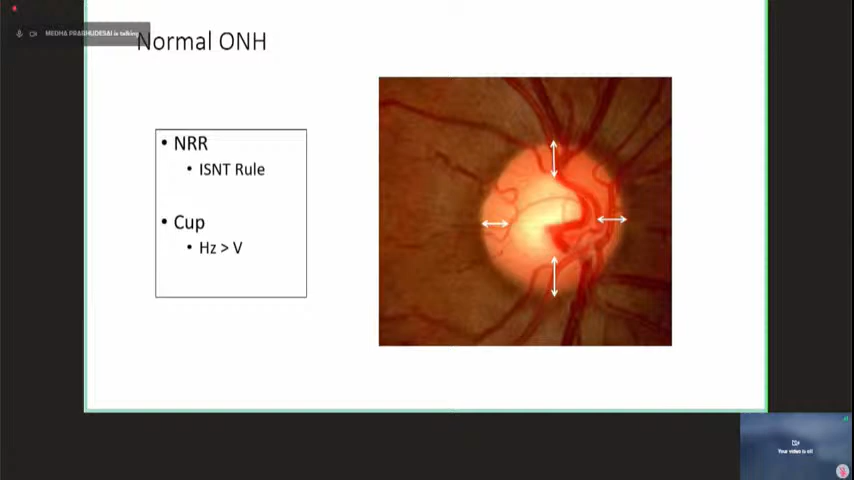 MEDHA PRABHUDESAI is talking
Normal ONH
• NRR
• ISNT Rule
• Cup
• Hz > V
Your video is off